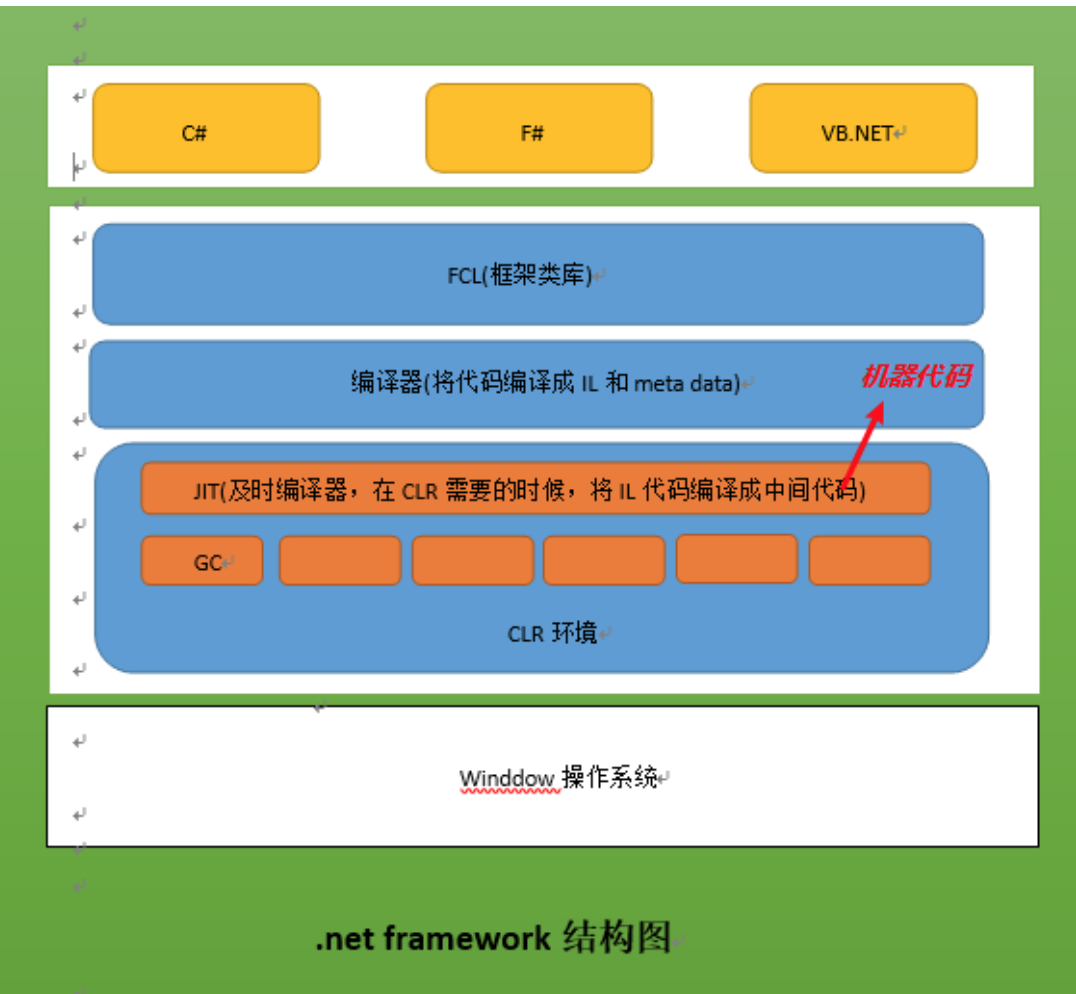 C#
F#
VB.NET
FCL(框架类库)
编译器(将代码编译成 IL 和 meta data)
机器代码
JIT(及时编译器，在 CLR 需要的时候，将 IL 代码编译成中间代码)
GC
CLR 环境
Winddow 操作系统
.net framework 结构图